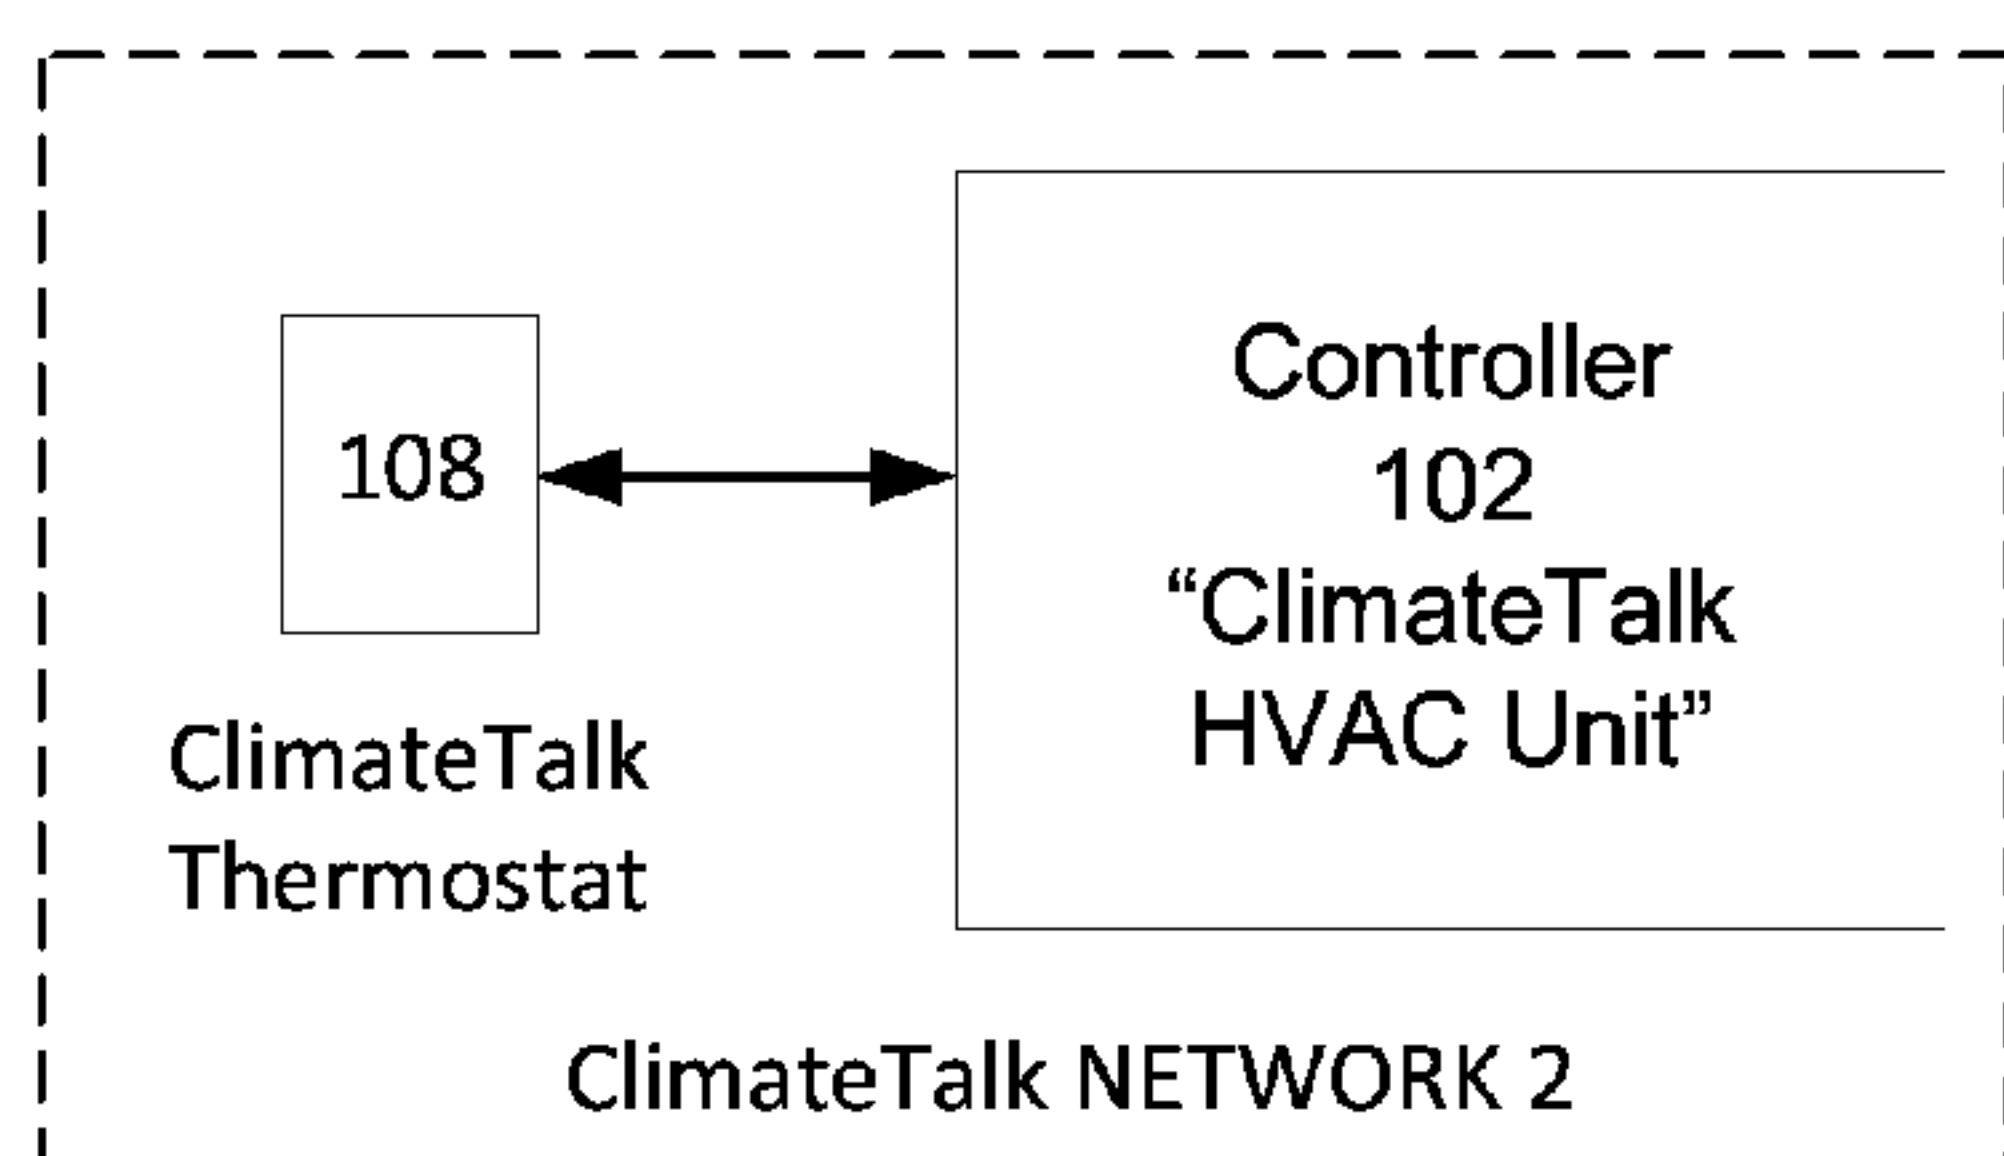 108
Controller
102
“ClimateTalk
HVAC Unit”
ClimateTalk
Thermostat
ClimateTalk NETWORK 2